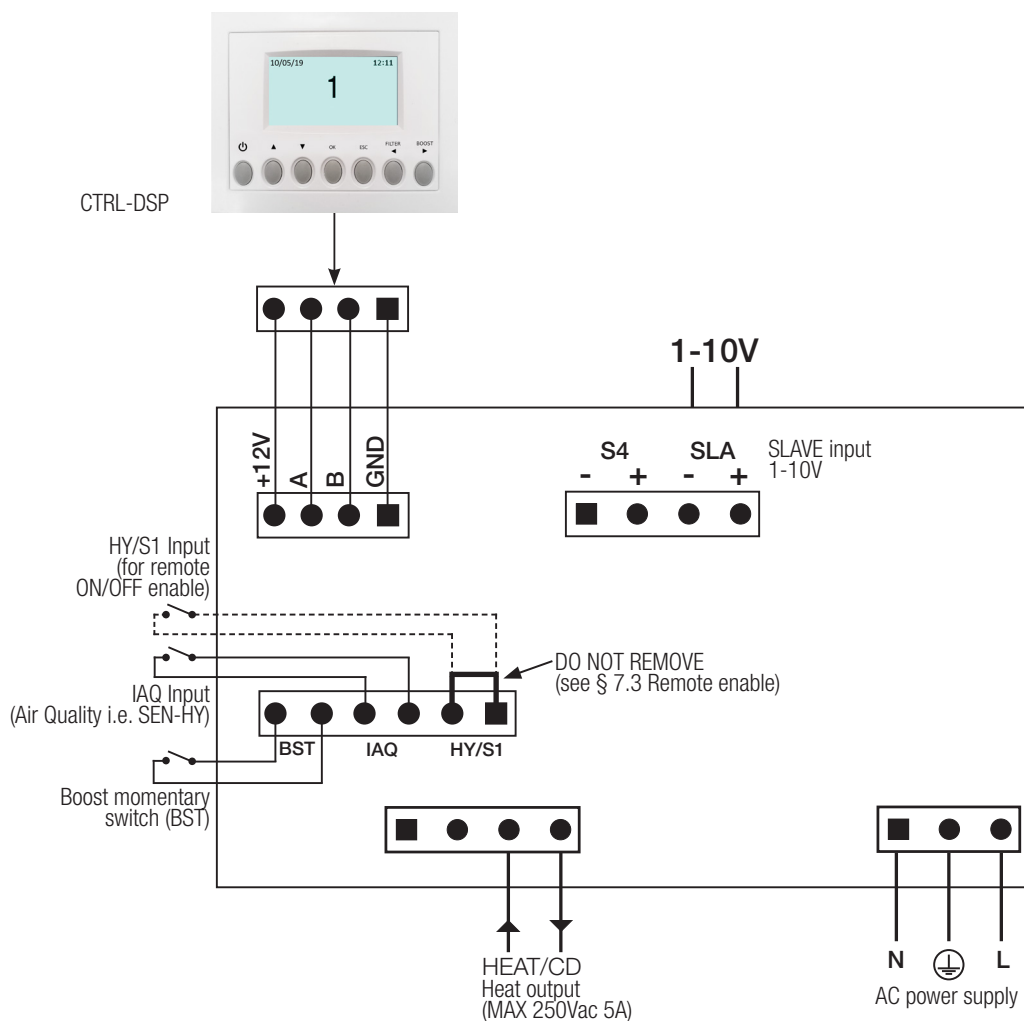 10/05/19 12:11
1
OK ESC FILTER BOOST
CTRL-DSP
1-10V
+12V
A
B
GND
S4 SLA
- + - +
SLAVE input
1-10V
HY/S1 Input
(for remote
ON/OFF enable)
DO NOT REMOVE
(see § 7.3 Remote enable)
IAQ Input
(Air Quality i.e. SEN-HY)
BST IAQ HY/S1
Boost momentary
switch (BST)
HEAT/CD
Heat output
(MAX 250Vac 5A)
N L
AC power supply